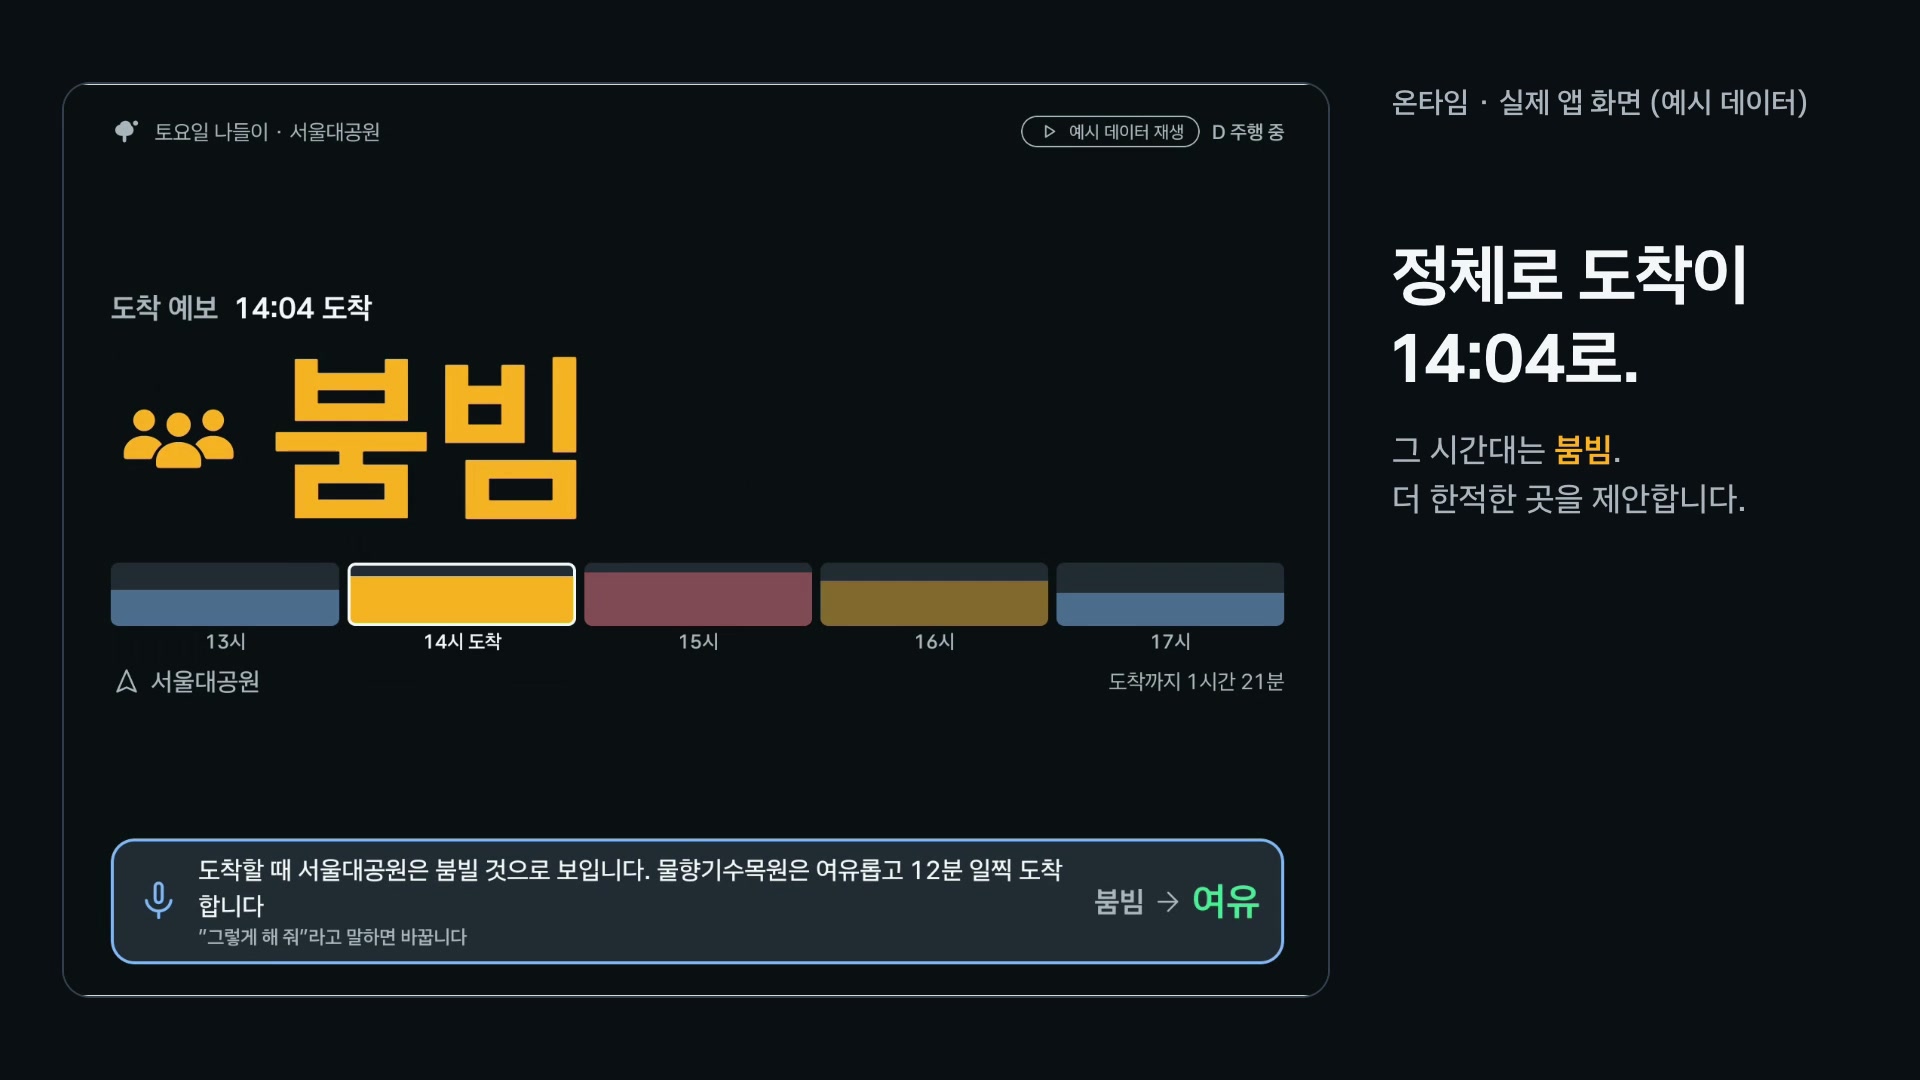 토요일 나들이 · 서울대공원
예시 데이터 재생
D 주행 중
도착 예보 14:04 도착
붐빔
13시
14시 도착
15시
16시
17시
서울대공원
도착까지 1시간 21분
도착할 때 서울대공원은 붐빌 것으로 보입니다. 물향기수목원은 여유롭고 12분 일찍 도착
합니다
"그렇게 해 줘"라고 말하면 바꿉니다
붐빔 → 여유
온타임 · 실제 앱 화면 (예시 데이터)
정체로 도착이
14:04로.
그 시간대는 붐빔.
더 한적한 곳을 제안합니다.